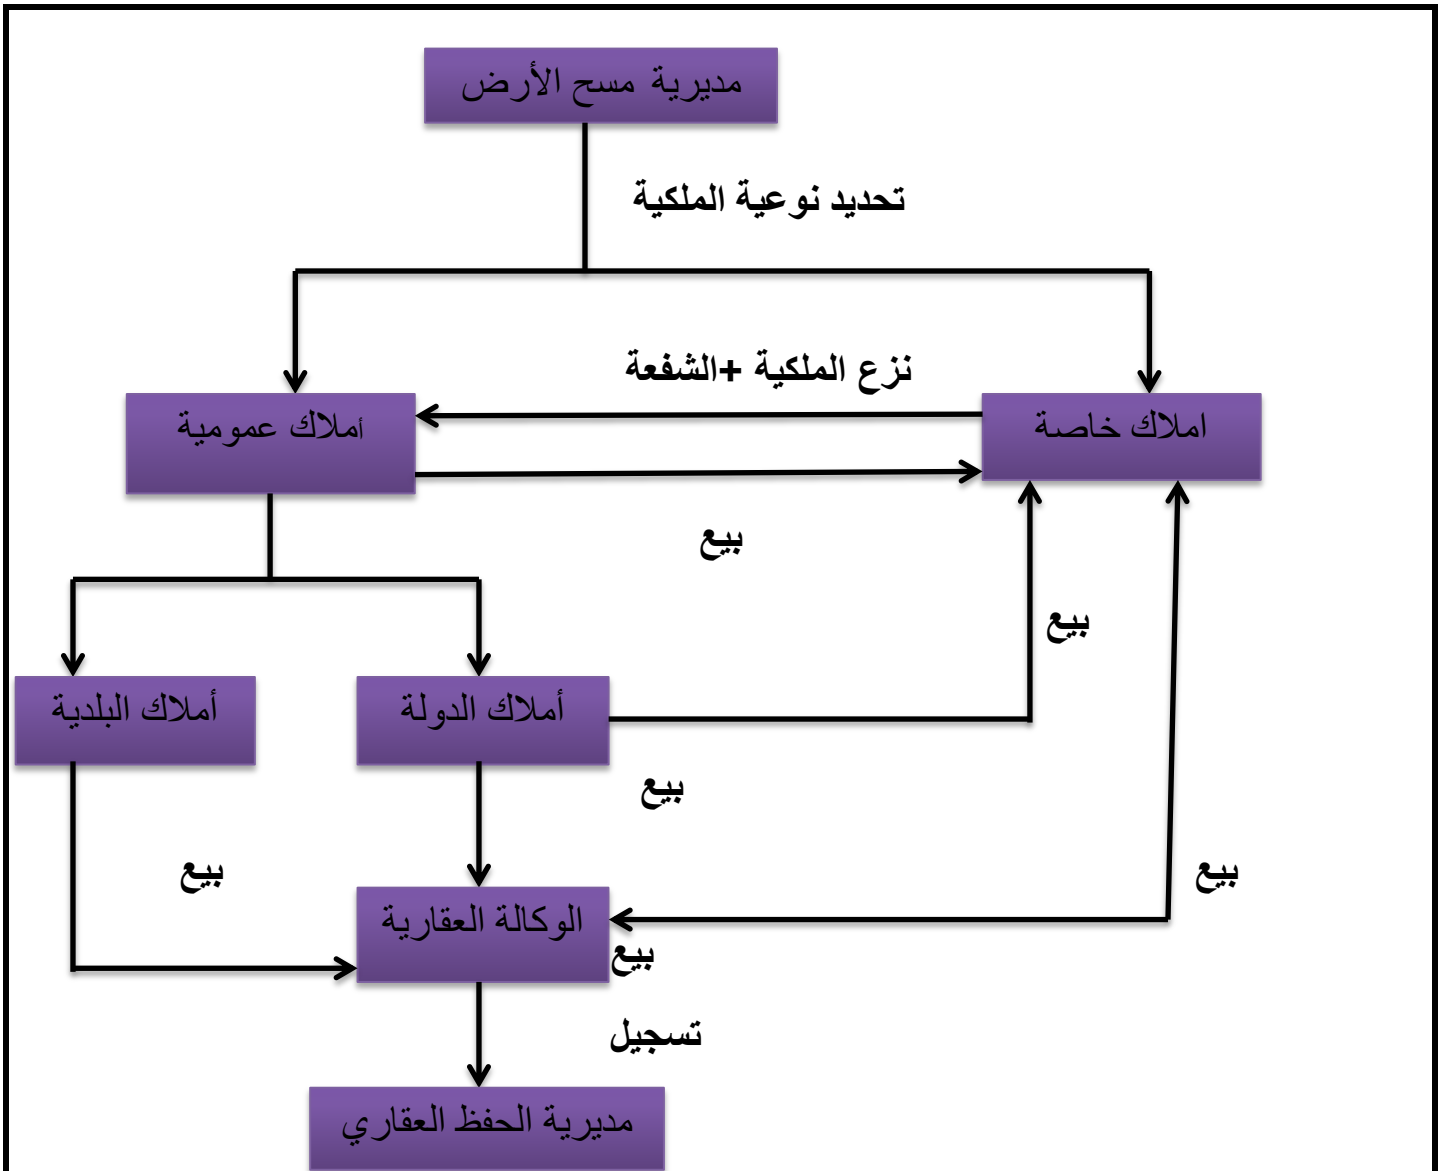 مديرية مسح الأرض
تحديد نوعية الملكية
نزع الملكية +الشفعة
املاك خاصة
أملاك عمومية
بيع
بيع
أملاك الدولة
أملاك البلدية
بيع
بيع
بيع
الوكالة العقارية
بيع
تسجيل
مديرية الحفظ العقاري